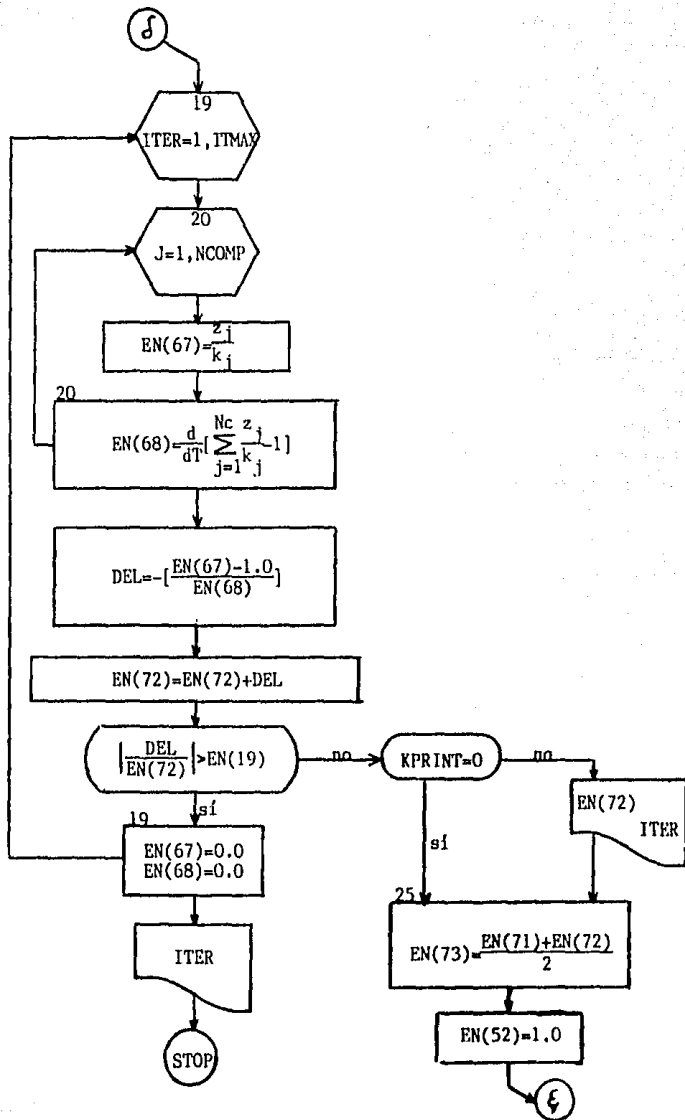 δ
19
ITER=1,ITMAX
20
J=1,NCOMP
EN(67)=z_j/k_j
20
EN(68)=d/dT[∑_{j=1}^{Nc} z_j/k_j -1]
DEL=-[EN(67)-1.0/EN(68)]
EN(72)=EN(72)+DEL
|DEL/EN(72)|>EN(19)
no
KPRINT=0
no
EN(72)
ITER
sí
sí
19
EN(67)=0.0
EN(68)=0.0
25
EN(73)=EN(71)+EN(72)/2
ITER
EN(52)=1.0
STOP
ξ